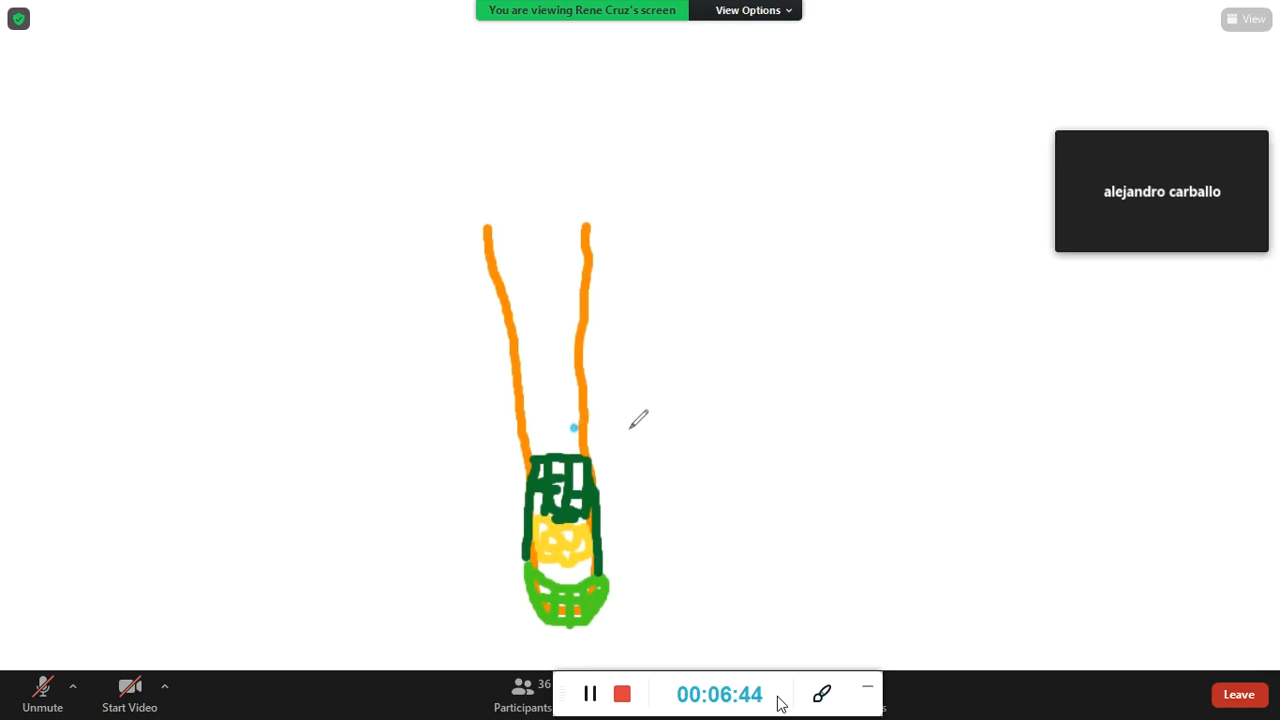 You are viewing Rene Cruz's screen
View Options
View
alejandro carballo
Unmute
Start Video
Participants
36
00:06:44
Leave